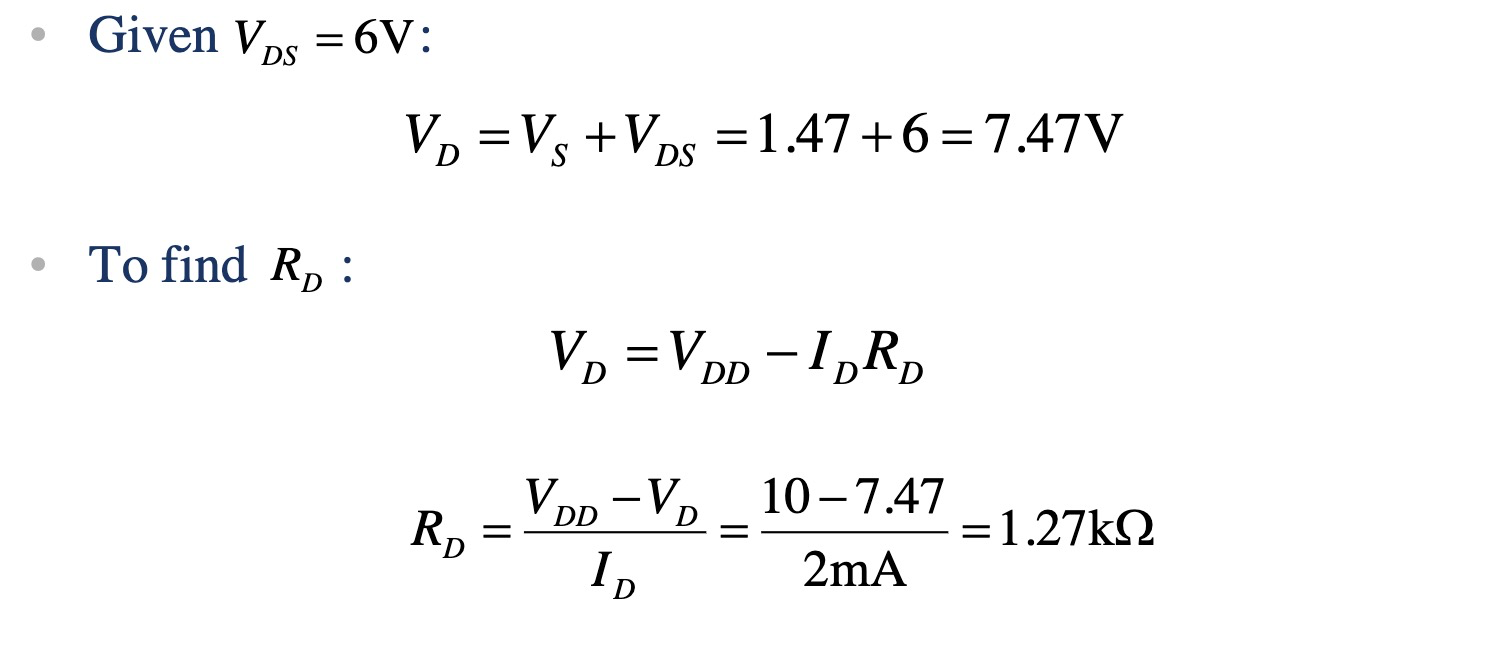 • Given V_DS = 6V:
V_D = V_S + V_DS = 1.47 + 6 = 7.47V
• To find R_D :
V_D = V_DD − I_D R_D
R_D = (V_DD − V_D) / I_D = (10 − 7.47) / 2mA = 1.27kΩ